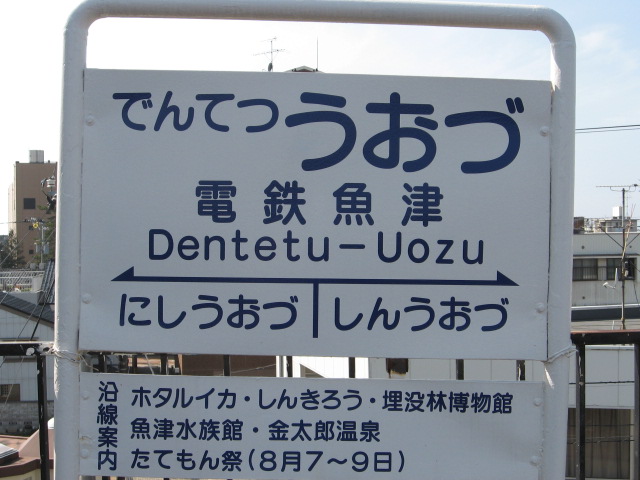 でんてつうおづ
電鉄魚津
Dentetu-Uozu
にしうおづ しんうおづ
沿線案内
ホタルイカ・しんきろう・埋没林博物館
魚津水族館・金太郎温泉
たてもん祭(8月7～9日)